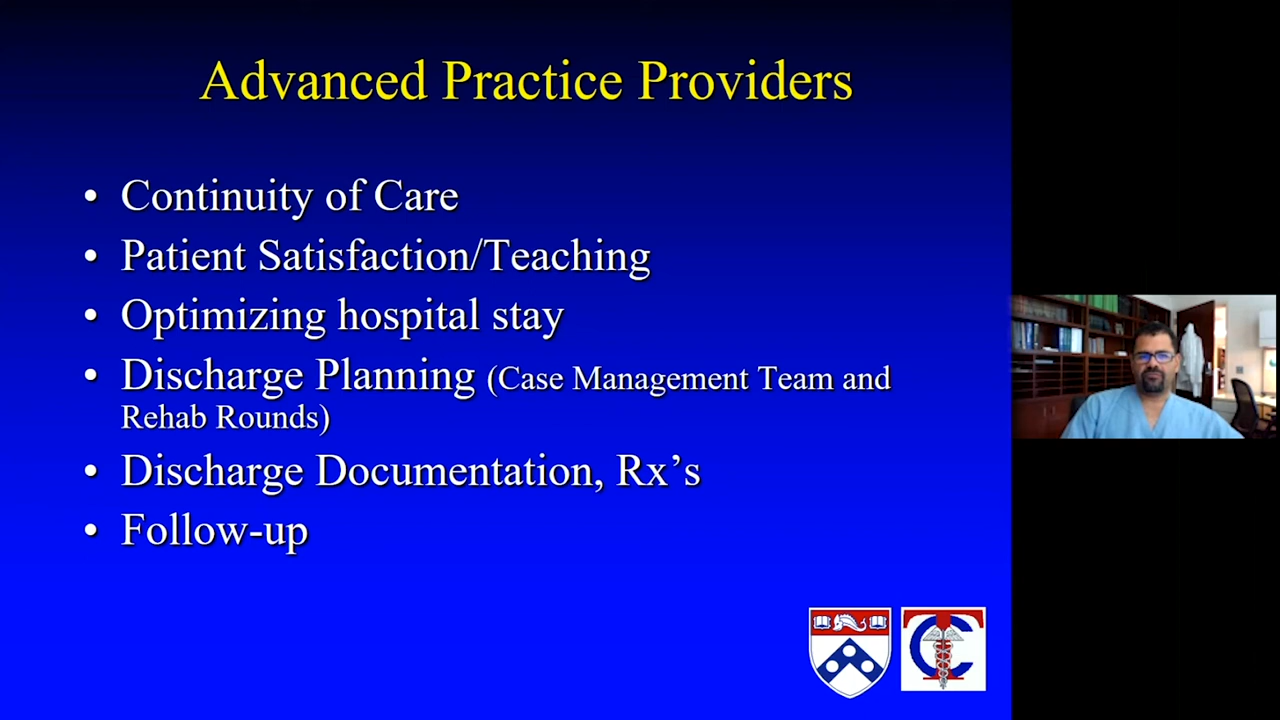 Advanced Practice Providers
• Continuity of Care
• Patient Satisfaction/Teaching
• Optimizing hospital stay
• Discharge Planning (Case Management Team and
Rehab Rounds)
• Discharge Documentation, Rx’s
• Follow-up